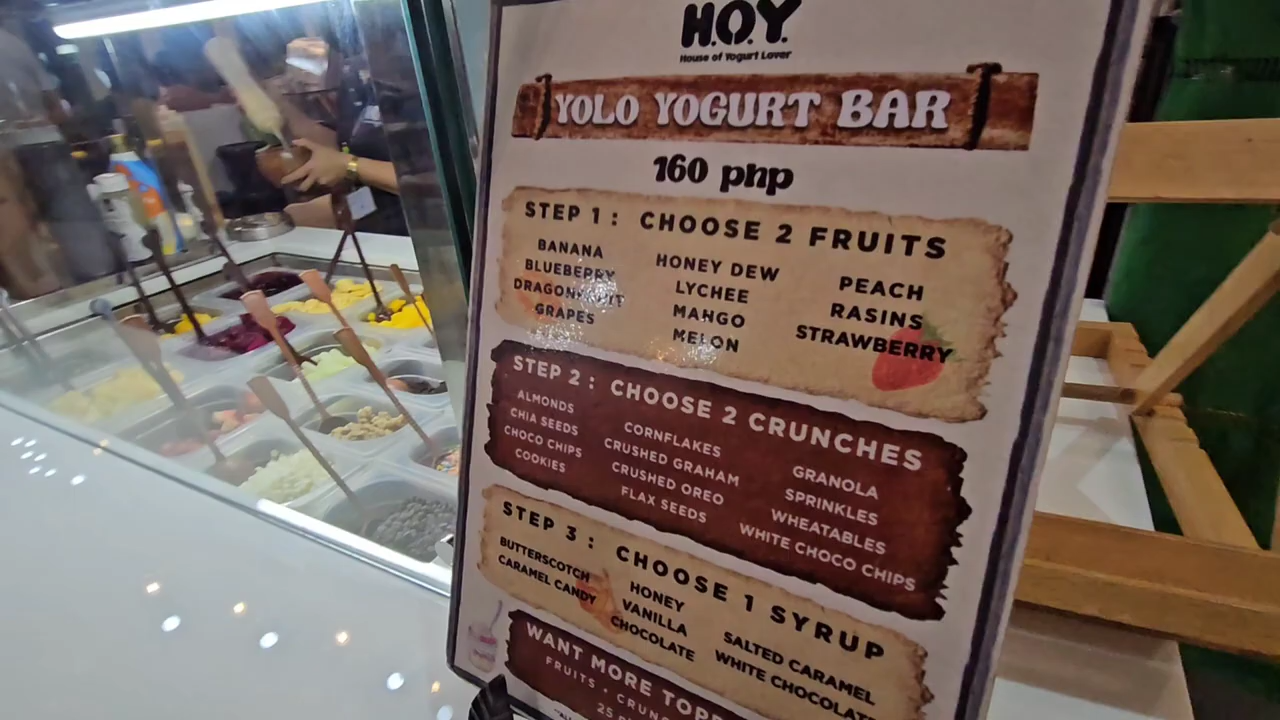 H.O.Y.
House of Yogurt Lover
YOLO YOGURT BAR
160 php
STEP 1 : CHOOSE 2 FRUITS
BANANA
BLUEBERRY
DRAGONFRUIT
GRAPES
HONEY DEW
LYCHEE
MANGO
MELON
PEACH
RASINS
STRAWBERRY
STEP 2 : CHOOSE 2 CRUNCHES
ALMONDS
CHIA SEEDS
CHOCO CHIPS
COOKIES
CORNFLAKES
CRUSHED GRAHAM
CRUSHED OREO
FLAX SEEDS
GRANOLA
SPRINKLES
WHEATABLES
WHITE CHOCO CHIPS
STEP 3 : CHOOSE 1 SYRUP
BUTTERSCOTCH
CARAMEL CANDY
HONEY
VANILLA
CHOCOLATE
SALTED CARAMEL
WHITE CHOCOLATE
WANT MORE
FRUITS •
25